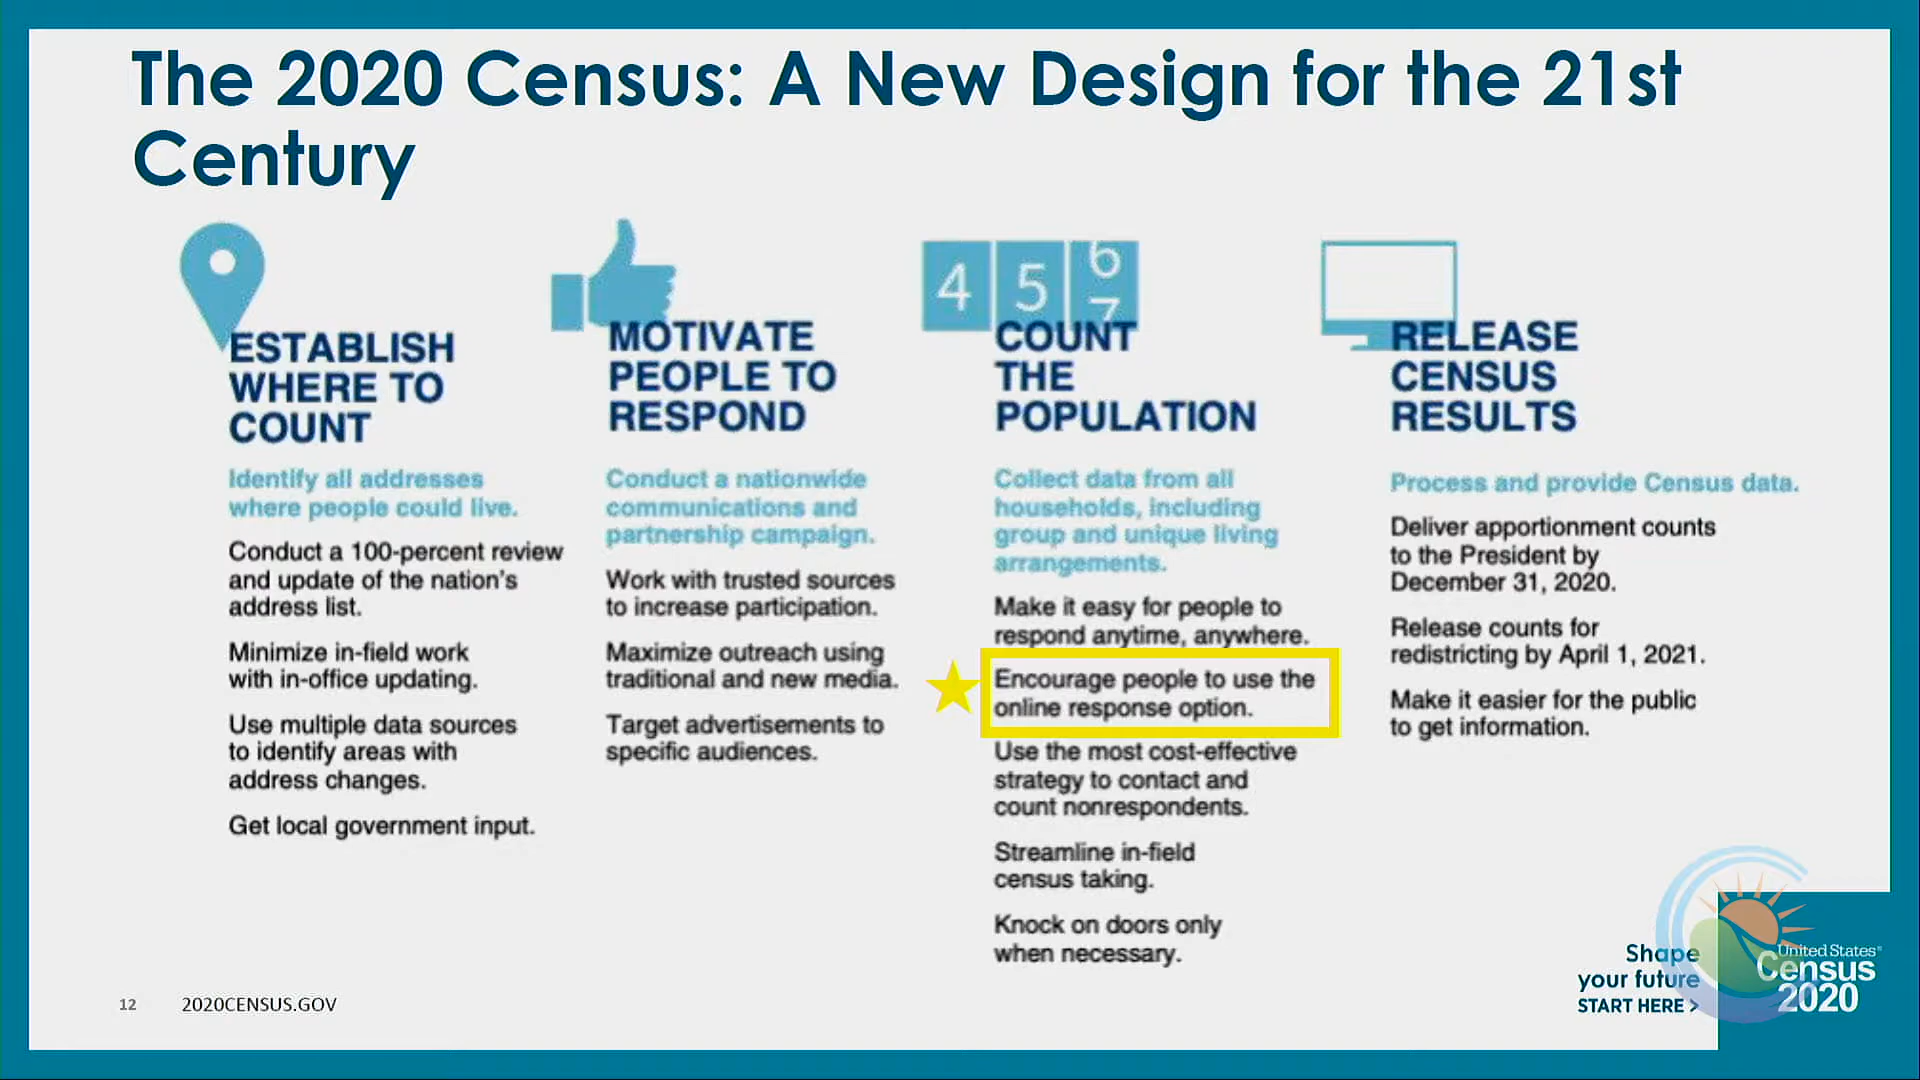 The 2020 Census: A New Design for the 21st
Century
4 5 6
7
ESTABLISH
WHERE TO
COUNT
Identify all addresses
where people could live.
Conduct a 100-percent review
and update of the nation's
address list.
Minimize in-field work
with in-office updating.
Use multiple data sources
to identify areas with
address changes.
Get local government input.
MOTIVATE
PEOPLE TO
RESPOND
Conduct a nationwide
communications and
partnership campaign.
Work with trusted sources
to increase participation.
Maximize outreach using
traditional and new media.
Target advertisements to
specific audiences.
COUNT
THE
POPULATION
Collect data from all
households, including
group and unique living
arrangements.
Make it easy for people to
respond anytime, anywhere.
Encourage people to use the
online response option.
Use the most cost-effective
strategy to contact and
count nonrespondents.
Streamline in-field
census taking.
Knock on doors only
when necessary.
RELEASE
CENSUS
RESULTS
Process and provide Census data.
Deliver apportionment counts
to the President by
December 31, 2020.
Release counts for
redistricting by April 1, 2021.
Make it easier for the public
to get information.
12 2020CENSUS.GOV
Shape
your future
START HERE >
United States®
Census
2020